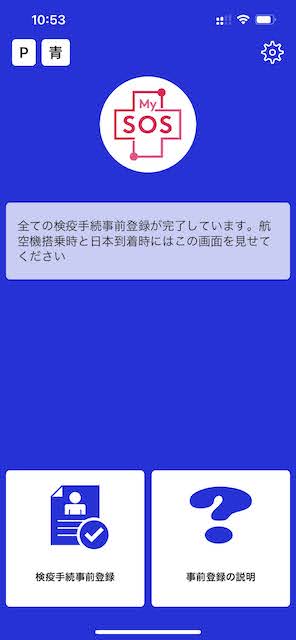 10:53
P 青
My
SOS
全ての検疫手続事前登録が完了しています。航
空機搭乗時と日本到着時にはこの画面を見せて
ください
検疫手続事前登録 事前登録の説明